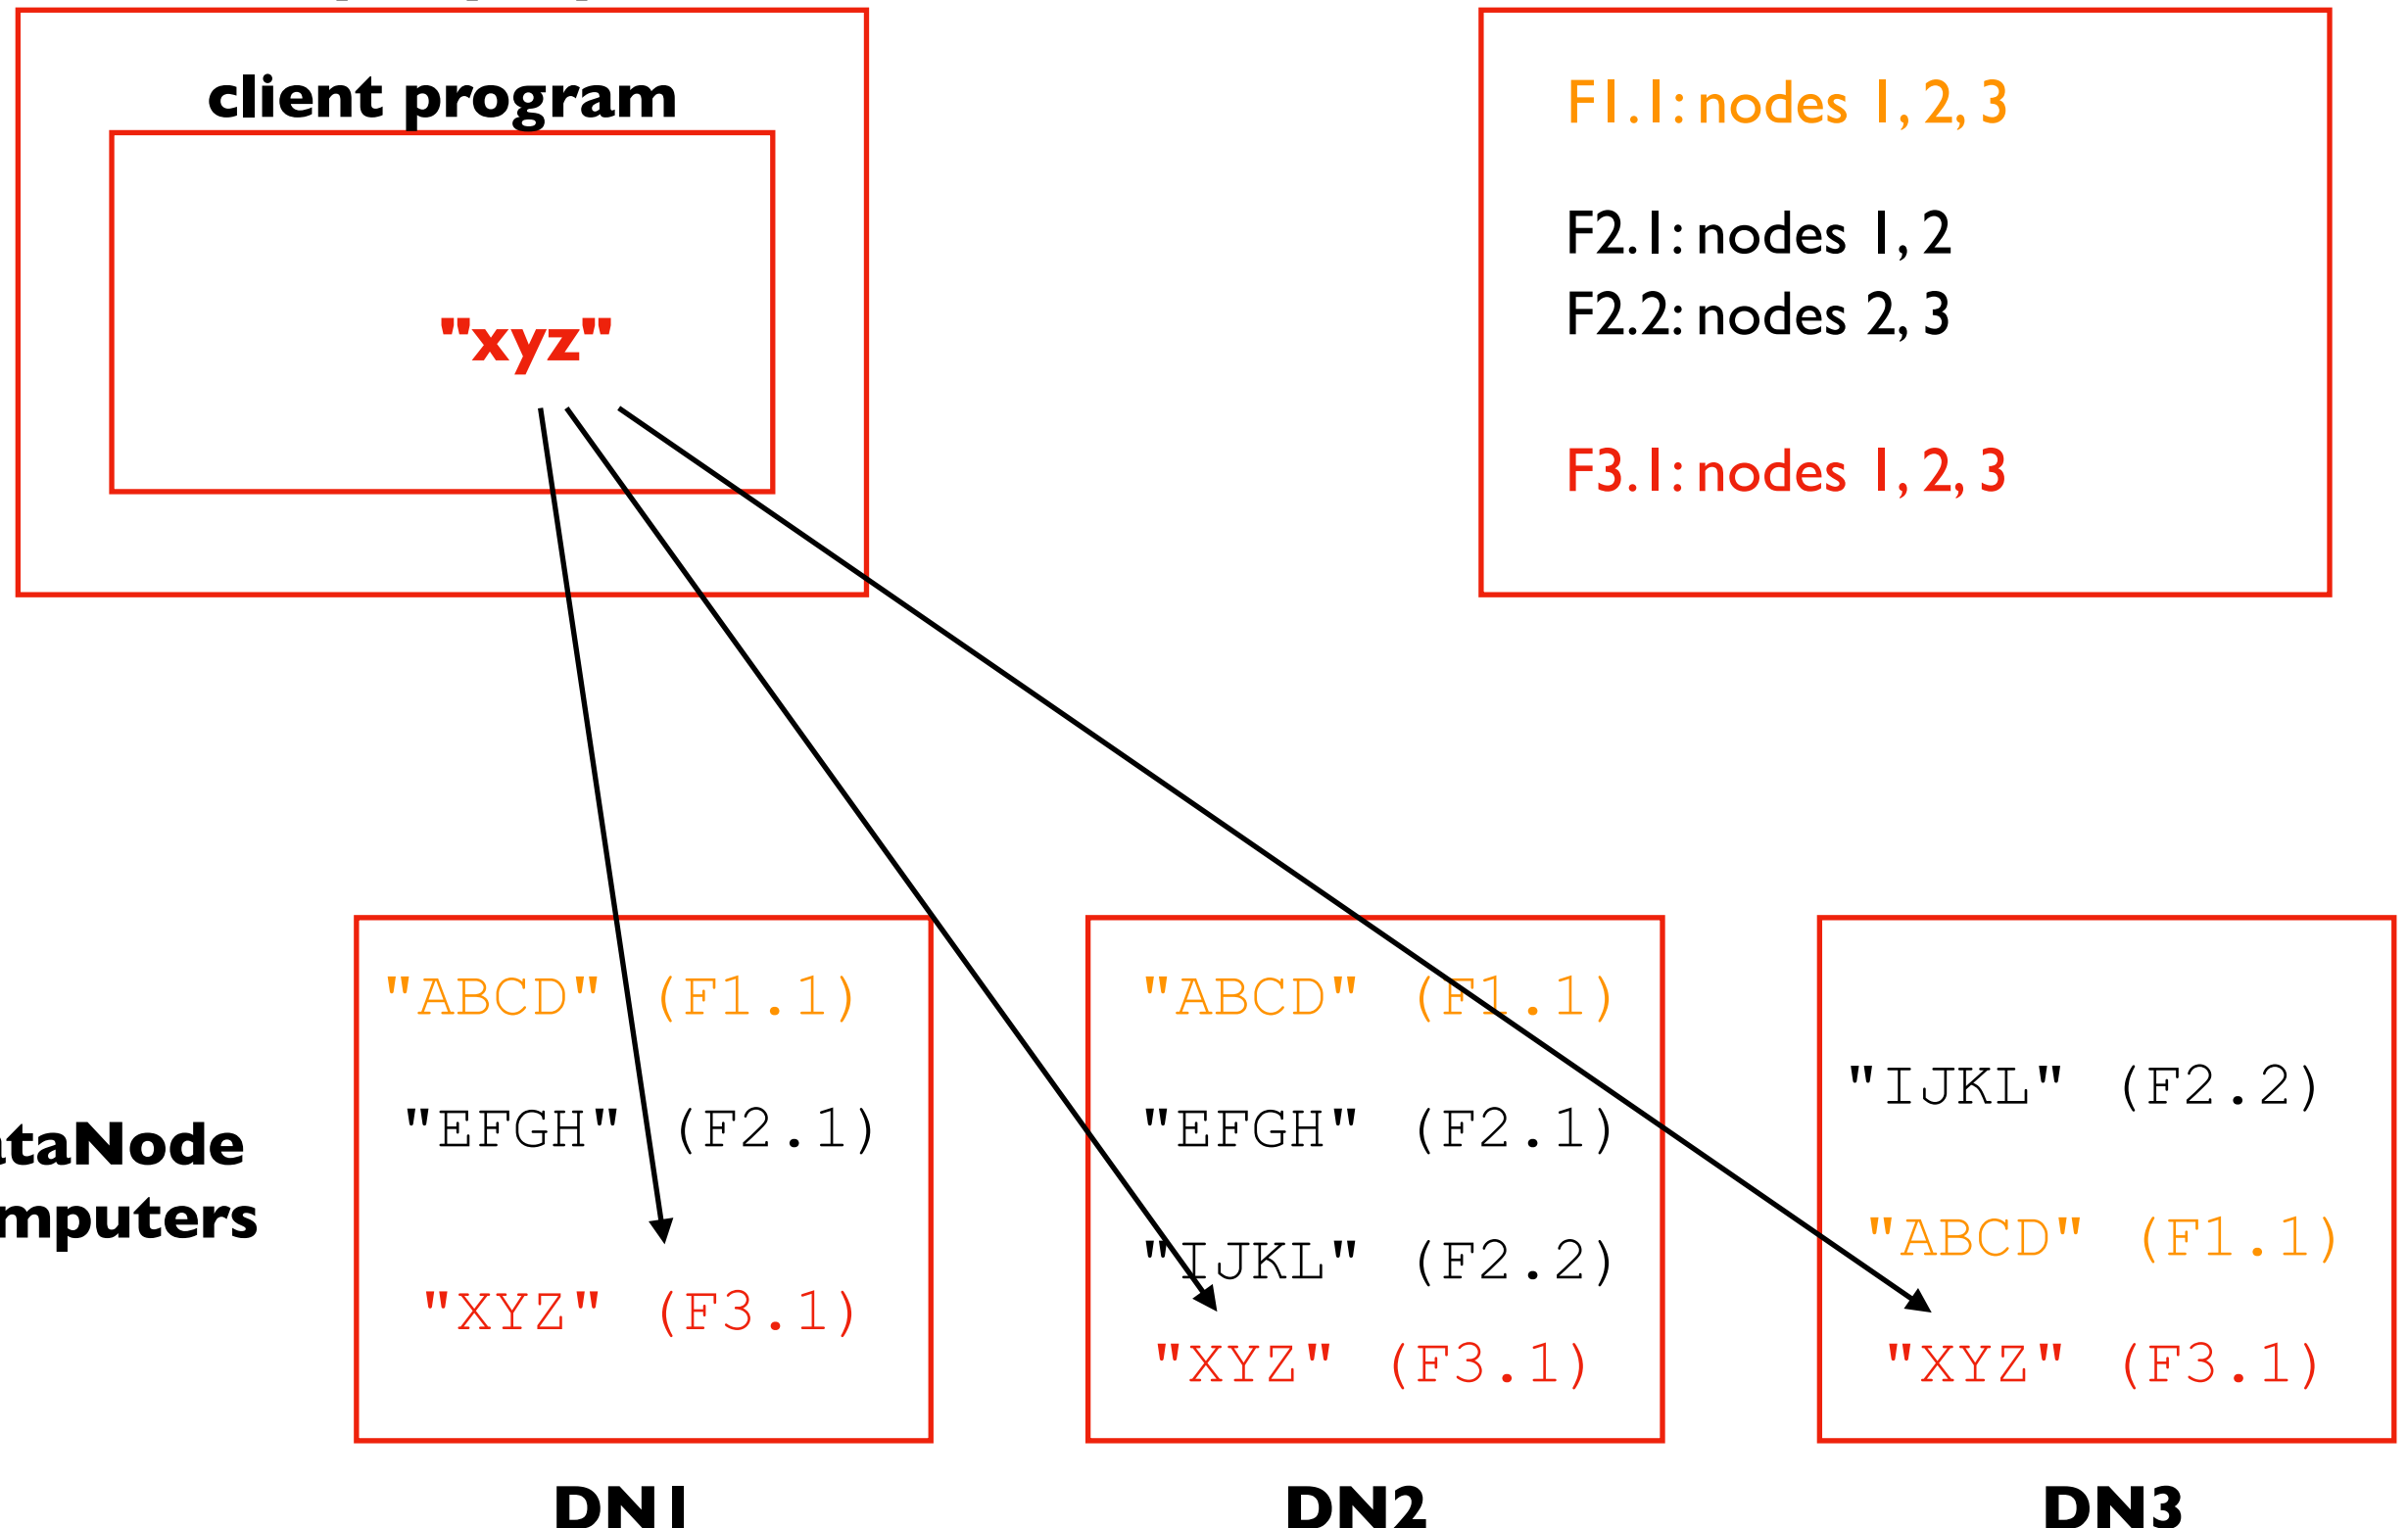 client program
"xyz"
F1.1: nodes 1, 2, 3
F2.1: nodes 1, 2
F2.2: nodes 2, 3
F3.1: nodes 1, 2, 3
taNode
mputers
"ABCD" (F1.1)
"EFGH" (F2.1)
"XYZ" (F3.1)
"ABCD" (F1.1)
"EFGH" (F2.1)
"IJKL" (F2.2)
"XYZ" (F3.1)
"IJKL" (F2.2)
"ABCD" (F1.1)
"XYZ" (F3.1)
DN1
DN2
DN3